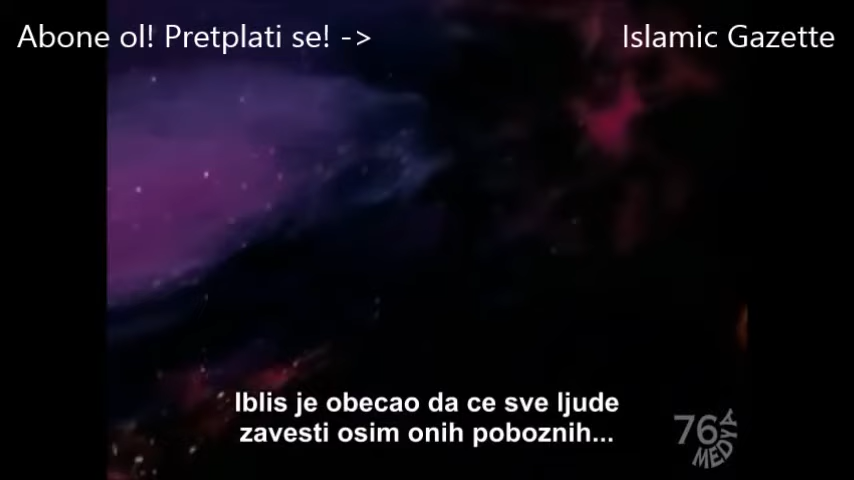 Abone ol! Pretplati se! ->
Islamic Gazette
Iblis je obecao da ce sve ljude
zavesti osim onih poboznih...
76
MEDYA